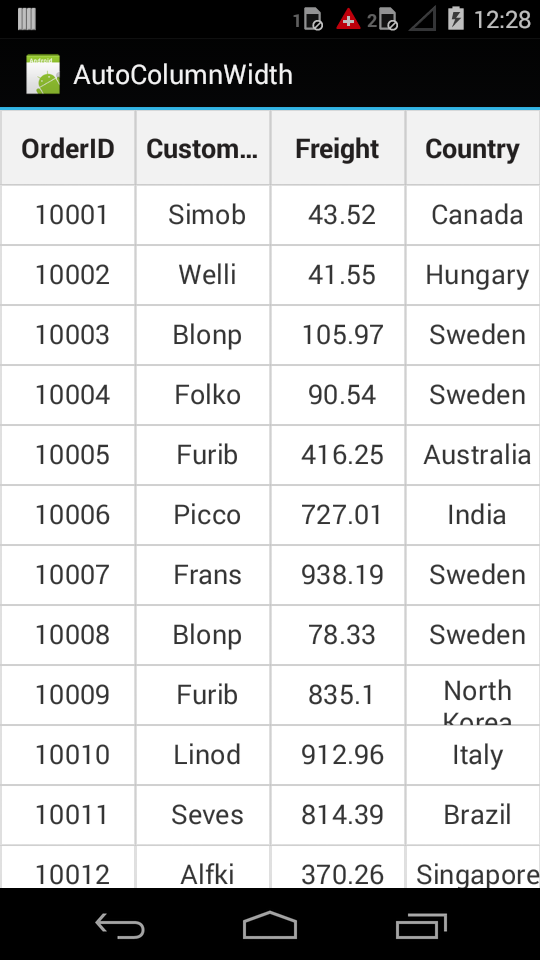 1 2 12:28
Android
AutoColumnWidth
OrderID Custom... Freight Country
10001 Simob 43.52 Canada
10002 Welli 41.55 Hungary
10003 Blonp 105.97 Sweden
10004 Folko 90.54 Sweden
10005 Furib 416.25 Australia
10006 Picco 727.01 India
10007 Frans 938.19 Sweden
10008 Blonp 78.33 Sweden
10009 Furib 835.1 North
Korea
10010 Linod 912.96 Italy
10011 Seves 814.39 Brazil
10012 Alfki 370.26 Singapore